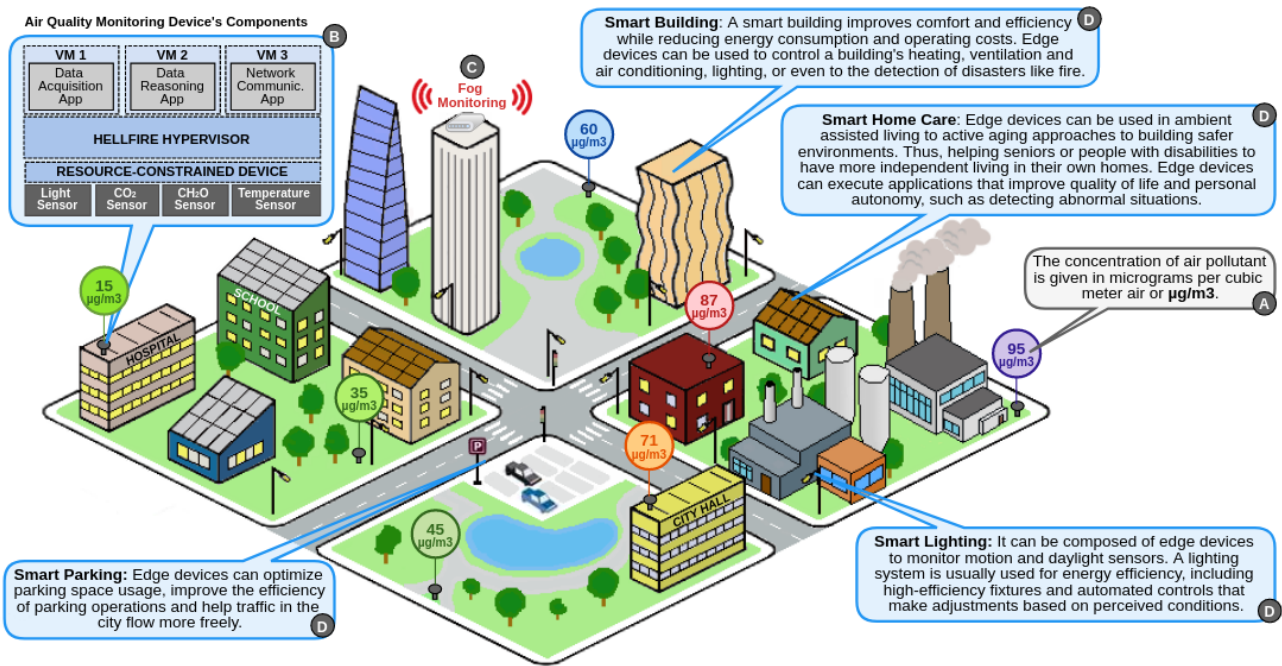 Air Quality Monitoring Device's Components
B
VM 1
Data
Acquisition
App
VM 2
Data
Reasoning
App
VM 3
Network
Communic.
App
HELLFIRE HYPERVISOR
RESOURCE-CONSTRAINED DEVICE
Light
Sensor
CO₂
Sensor
CH₂O
Sensor
Temperature
Sensor
C
Fog
Monitoring
D
Smart Building: A smart building improves comfort and efficiency
while reducing energy consumption and operating costs. Edge
devices can be used to control a building's heating, ventilation and
air conditioning, lighting, or even to the detection of disasters like fire.
D
Smart Home Care: Edge devices can be used in ambient
assisted living to active aging approaches to building safer
environments. Thus, helping seniors or people with disabilities to
have more independent living in their own homes. Edge devices
can execute applications that improve quality of life and personal
autonomy, such as detecting abnormal situations.
The concentration of air pollutant
is given in micrograms per cubic
meter air or µg/m3.
A
60
µg/m3
15
µg/m3
87
µg/m3
95
µg/m3
35
µg/m3
71
µg/m3
45
µg/m3
SCHOOL
HOSPITAL
P
CITY HALL
Smart Parking: Edge devices can optimize
parking space usage, improve the efficiency
of parking operations and help traffic in the
city flow more freely.
D
Smart Lighting: It can be composed of edge devices
to monitor motion and daylight sensors. A lighting
system is usually used for energy efficiency, including
high-efficiency fixtures and automated controls that
make adjustments based on perceived conditions.
D